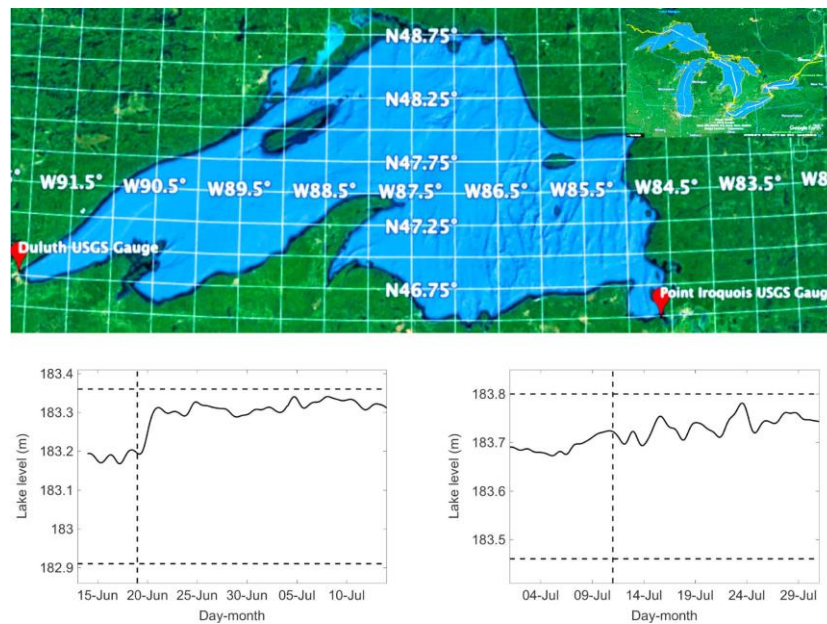 N48.75°
N48.25°
N47.75°
W91.5° W90.5° W89.5° W88.5° W87.5° W86.5° W85.5° W84.5° W83.5° W8
N47.25°
Duluth USGS Gauge
N46.75°
Point Iroquois USGS Gaug
Google Earth
183.4
183.3
183.2
183.1
183
182.9
Lake level (m)
15-Jun 20-Jun 25-Jun 30-Jun 05-Jul 10-Jul
Day-month
183.8
183.7
183.6
183.5
Lake level (m)
04-Jul 09-Jul 14-Jul 19-Jul 24-Jul 29-Jul
Day-month